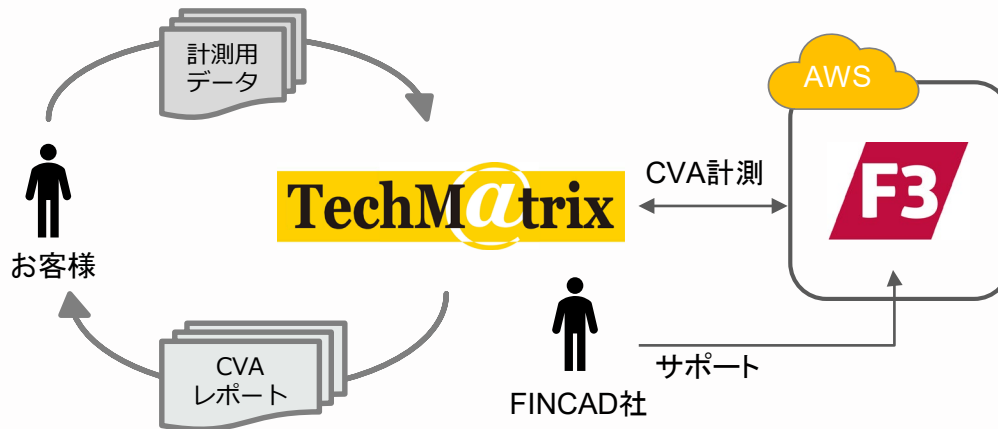 計測用
データ
AWS
CVA計測
F3
TechM@trix
お客様
CVA
レポート
サポート
FINCAD社